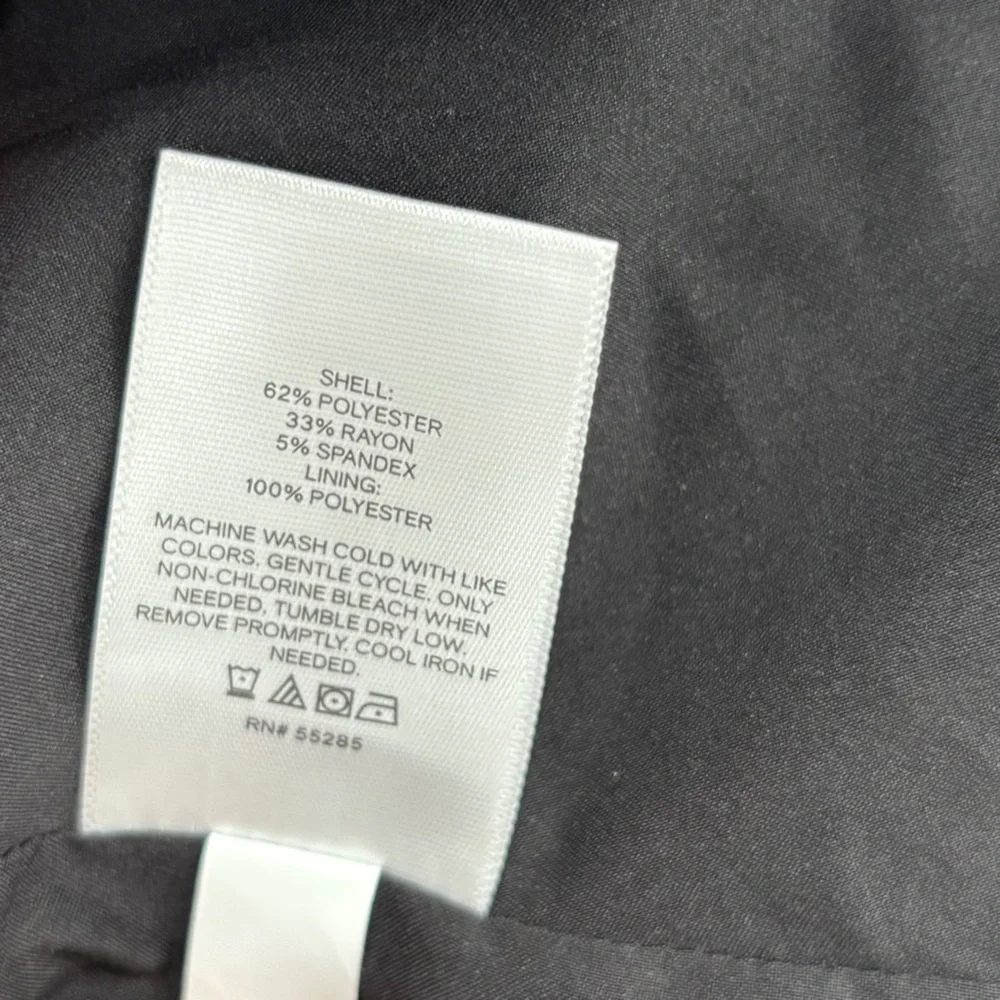 SHELL:
62% POLYESTER
33% RAYON
5% SPANDEX
LINING:
100% POLYESTER
MACHINE WASH COLD WITH LIKE
COLORS. GENTLE CYCLE. ONLY
NON-CHLORINE BLEACH WHEN
NEEDED. TUMBLE DRY LOW.
REMOVE PROMPTLY. COOL IRON IF
NEEDED.
RN# 55285